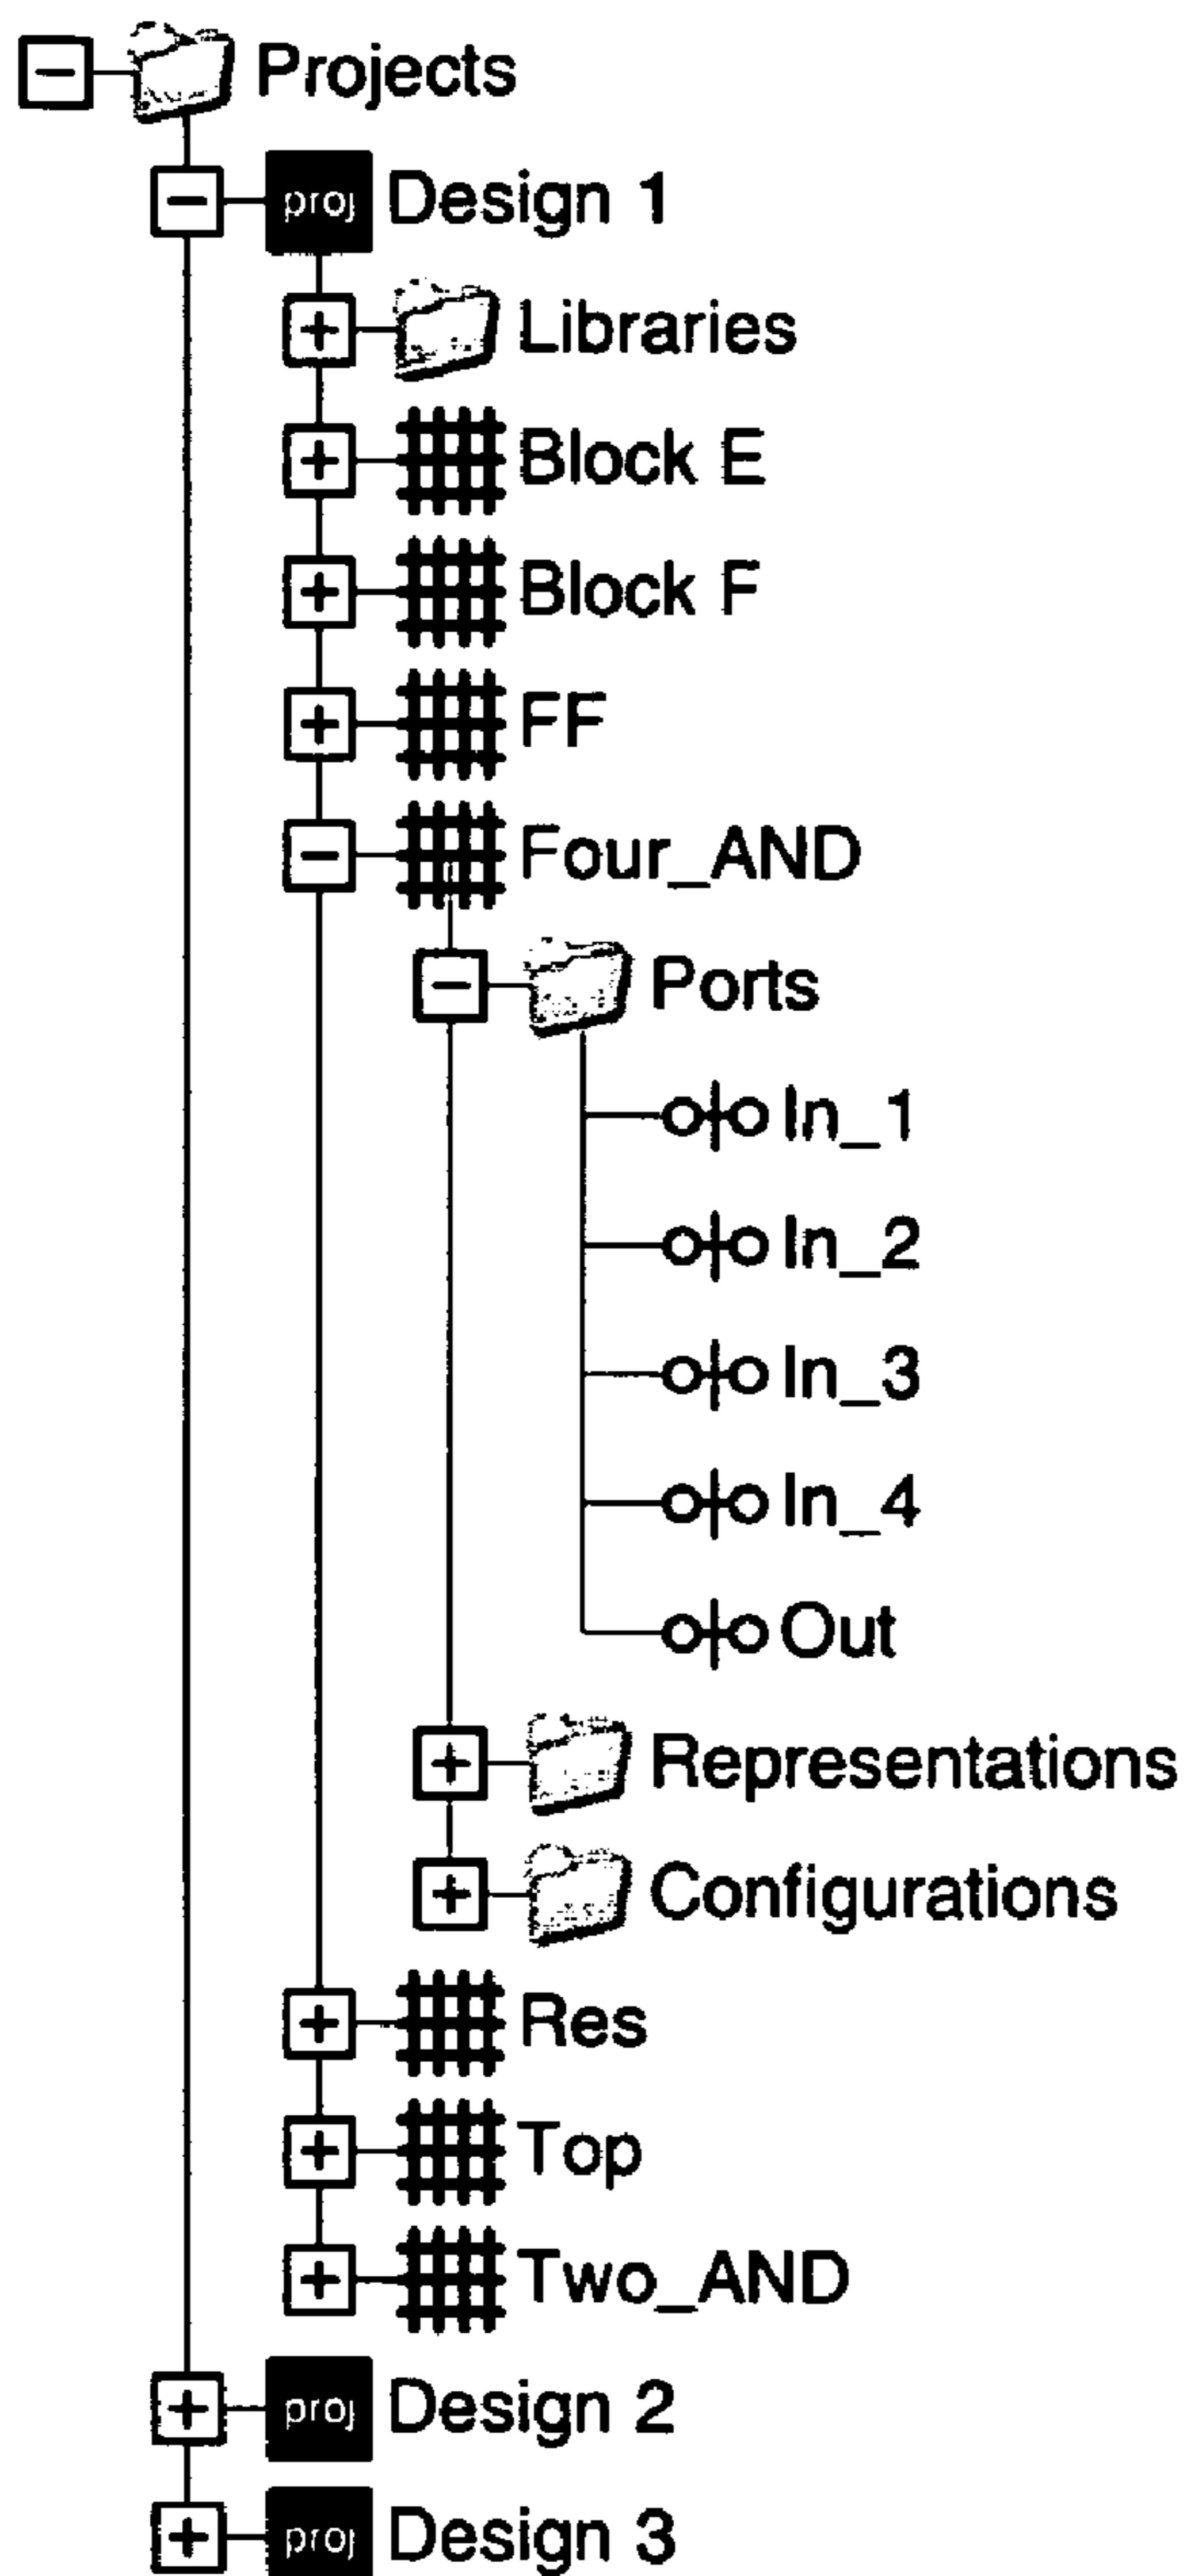 Projects
proj Design 1
Libraries
Block E
Block F
FF
Four_AND
Ports
In_1
In_2
In_3
In_4
Out
Representations
Configurations
Res
Top
Two_AND
proj Design 2
proj Design 3